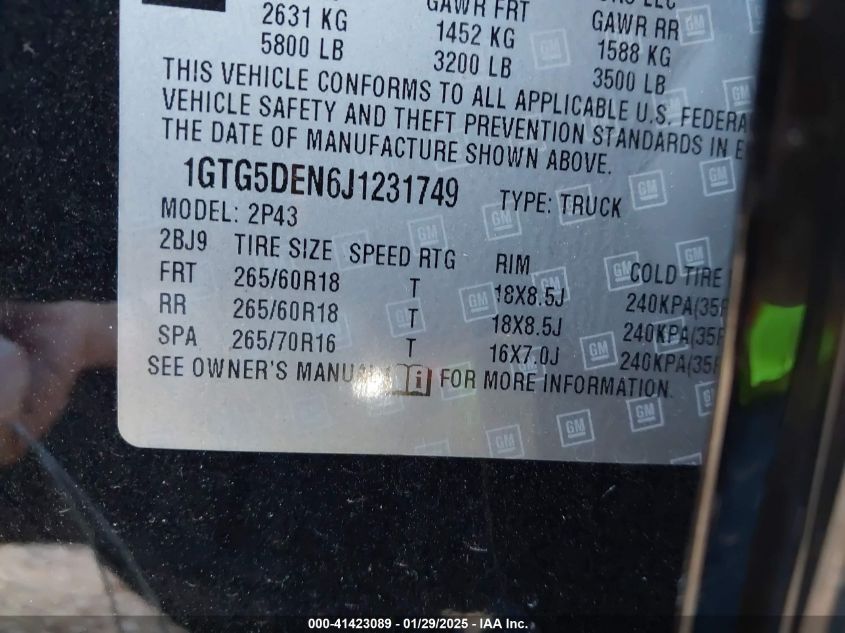 GAWR FRT GAWR RR
2631 KG 1452 KG 1588 KG
5800 LB 3200 LB 3500 LB
THIS VEHICLE CONFORMS TO ALL APPLICABLE U.S. FEDERA
VEHICLE SAFETY AND THEFT PREVENTION STANDARDS IN E
THE DATE OF MANUFACTURE SHOWN ABOVE.
1GTG5DEN6J1231749 TYPE: TRUCK
MODEL: 2P43
2BJ9 TIRE SIZE SPEED RTG RIM COLD TIRE
FRT 265/60R18 T 18X8.5J 240KPA(35P
RR 265/60R18 T 18X8.5J 240KPA(35P
SPA 265/70R16 T 16X7.0J 240KPA(35P
SEE OWNER'S MANUAL i FOR MORE INFORMATION.
GM
000-41423089 - 01/29/2025 - IAA Inc.